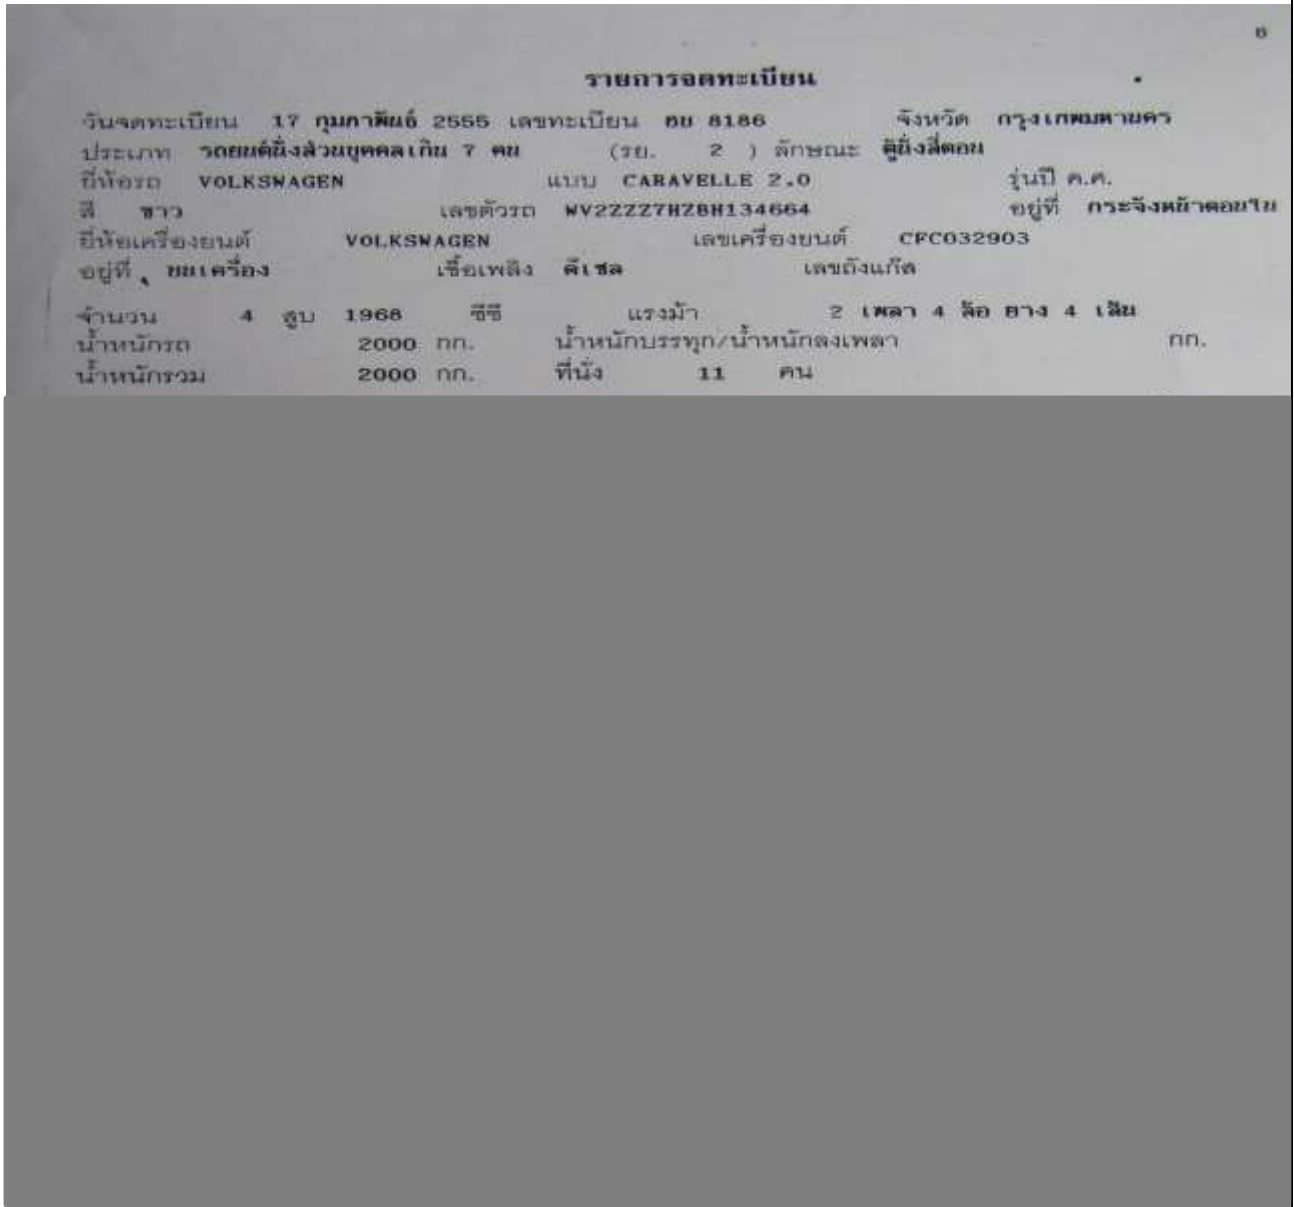 รายการจดทะเบียน
วันจดทะเบียน 17 กุมภาพันธ์ 2555 เลขทะเบียน ฮย 8186 จังหวัด กรุงเทพมหานคร
ประเภท รถยนต์นั่งส่วนบุคคลเกิน 7 คน (รย. 2 ) ลักษณะ ตู้นั่งสี่ตอน
ยี่ห้อรถ VOLKSWAGEN แบบ CARAVELLE 2.0 รุ่นปี ค.ศ.
สี ขาว เลขตัวรถ WV2ZZZ7HZBH134664 อยู่ที่ กระจังหน้าตอนใน
ยี่ห้อเครื่องยนต์ VOLKSWAGEN เลขเครื่องยนต์ CFC032903
อยู่ที่ บนเครื่อง เชื้อเพลิง ดีเซล เลขถังแก๊ส
จำนวน 4 สูบ 1968 ซีซี แรงม้า 2 เพลา 4 ล้อ ยาง 4 เส้น
น้ำหนักรถ 2000 กก. น้ำหนักบรรทุก/น้ำหนักลงเพลา กก.
น้ำหนักรวม 2000 กก. ที่นั่ง 11 คน